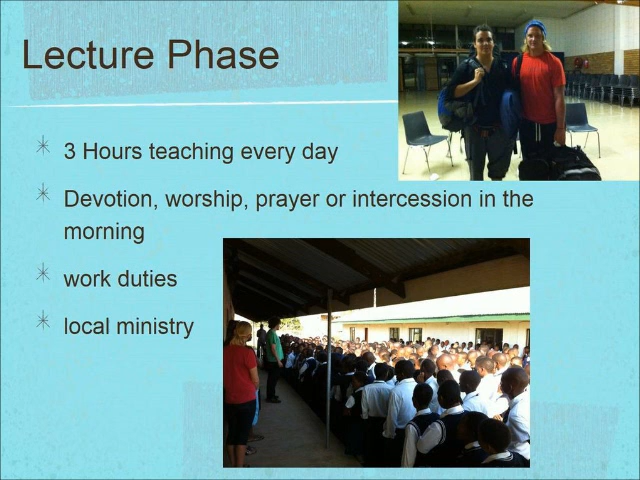 Lecture Phase
3 Hours teaching every day
Devotion, worship, prayer or intercession in the
morning
work duties
local ministry